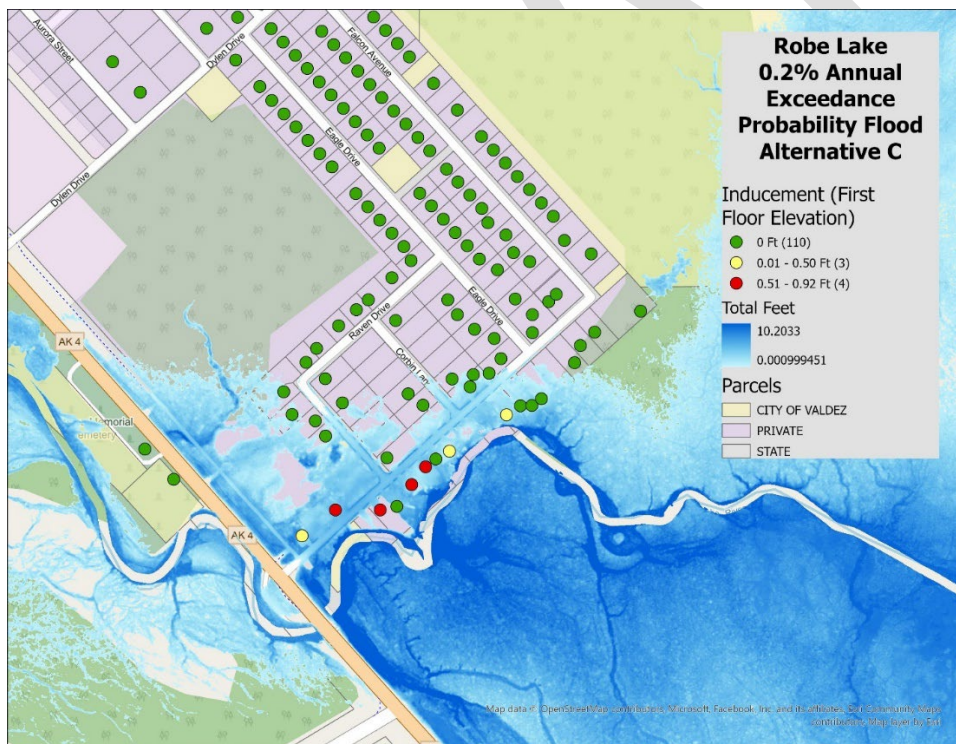 Robe Lake
0.2% Annual
Exceedance
Probability Flood
Alternative C
Inducement (First
Floor Elevation)
0 Ft (110)
0.01 - 0.50 Ft (3)
0.51 - 0.92 Ft (4)
Total Feet
10.2033
0.000999451
Parcels
CITY OF VALDEZ
PRIVATE
STATE
Aurora Street
Dylen Drive
Falcon Avenue
Eagle Drive
Dylen Drive
Eagle Drive
Raven Drive
Corbin Lan
AK 4
Memorial
emetery
AK 4
Map data © OpenStreetMap contributors, Microsoft, Facebook, Inc. and its affiliates, Esri Community Maps
contributors, Map layer by Esri